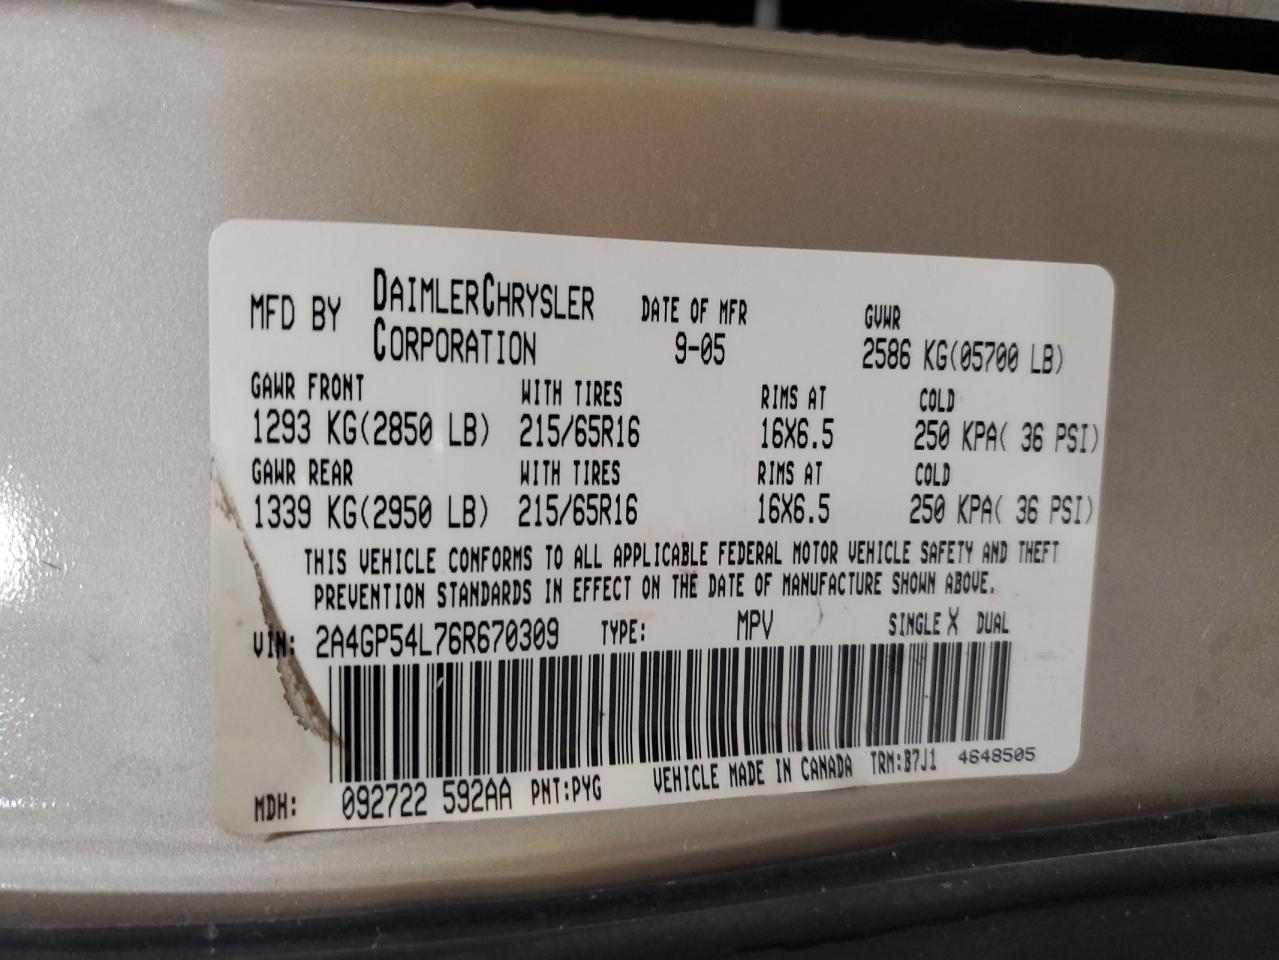 MFD BY DAIMLERCHRYSLER CORPORATION DATE OF MFR 9-05 GVWR 2586 KG(05700 LB)
GAWR FRONT WITH TIRES RIMS AT COLD
1293 KG(2850 LB) 215/65R16 16X6.5 250 KPA( 36 PSI)
GAWR REAR WITH TIRES RIMS AT COLD
1339 KG(2950 LB) 215/65R16 16X6.5 250 KPA( 36 PSI)
THIS VEHICLE CONFORMS TO ALL APPLICABLE FEDERAL MOTOR VEHICLE SAFETY AND THEFT
PREVENTION STANDARDS IN EFFECT ON THE DATE OF MANUFACTURE SHOWN ABOVE.
VIN: 2A4GP54L76R670309 TYPE: MPV SINGLE X DUAL
MDH: 092722 592AA PNT:PYG VEHICLE MADE IN CANADA TRM:B7J1 4648505